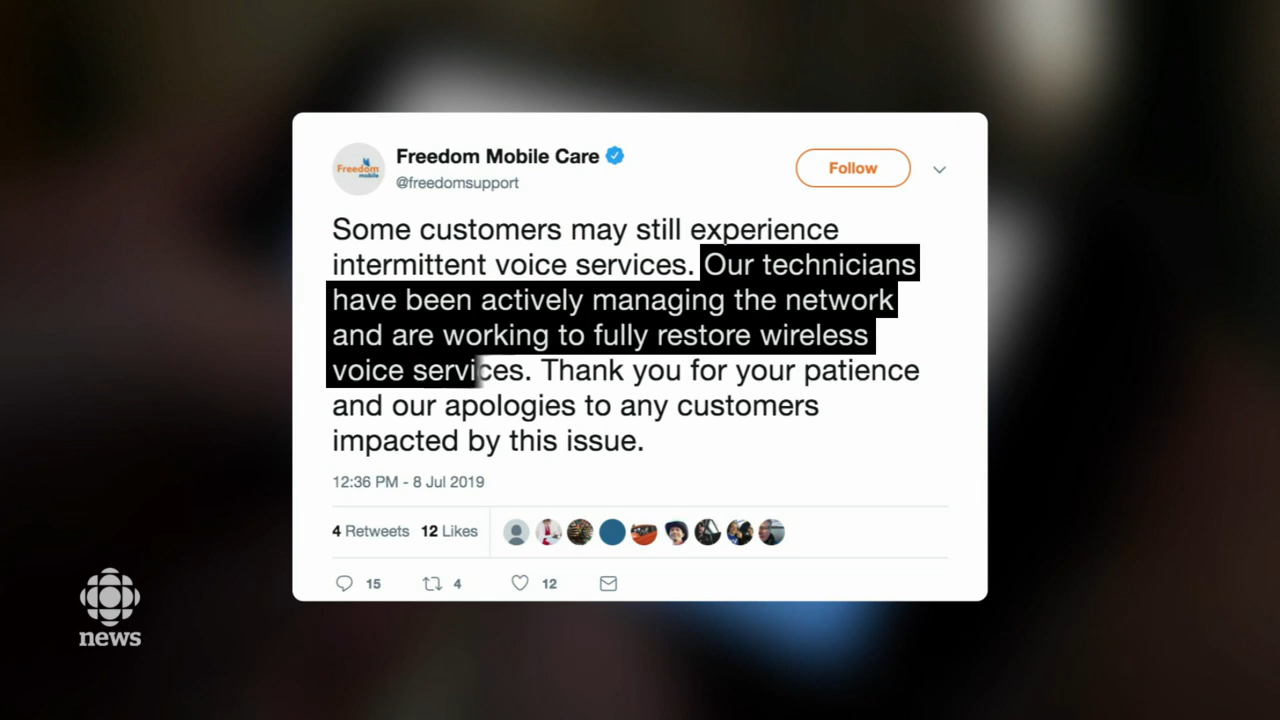 Freedom Mobile Care
Freedom
mobile
@freedomsupport
Follow
Some customers may still experience
intermittent voice services. Our technicians
have been actively managing the network
and are working to fully restore wireless
voice services. Thank you for your patience
and our apologies to any customers
impacted by this issue.
12:36 PM - 8 Jul 2019
4 Retweets 12 Likes
15 4 12
news